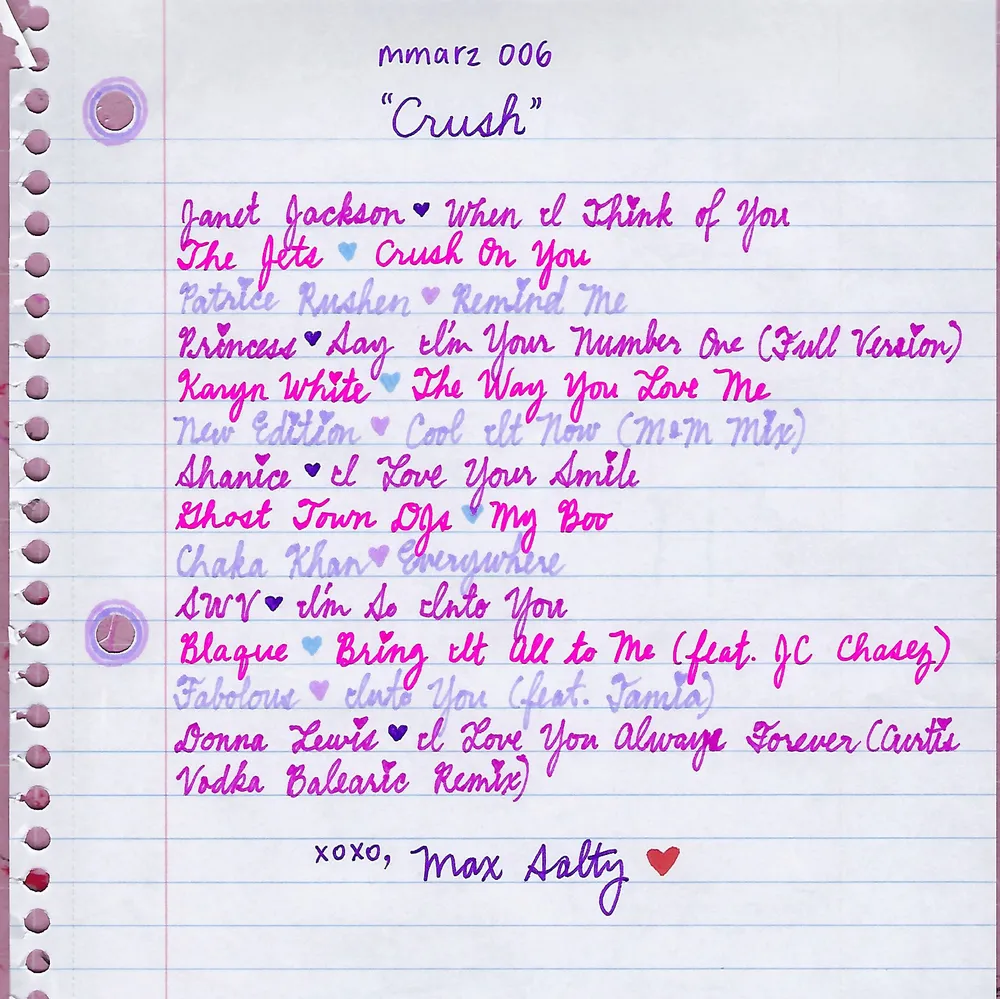 mmarz 006
"Crush"
Janet Jackson ♥ When I Think of You
The Jets ♥ Crush On You
Patrice Rushen ♥ Remind Me
Princess ♥ Say I'm Your Number One (Full Version)
Karyn White ♥ The Way You Love Me
New Edition ♥ Cool It Now (M&M Mix)
Shanice ♥ I Love Your Smile
Ghost Town DJs ♥ My Boo
Chaka Khan ♥ Everywhere
SWV ♥ I'm So Into You
Blaque ♥ Bring It All to Me (feat. JC Chasez)
Fabolous ♥ Into You (feat. Tamia)
Donna Lewis ♥ I Love You Always Forever (Curtis
Vodka Balearic Remix)
xoxo, Max Salty ♥